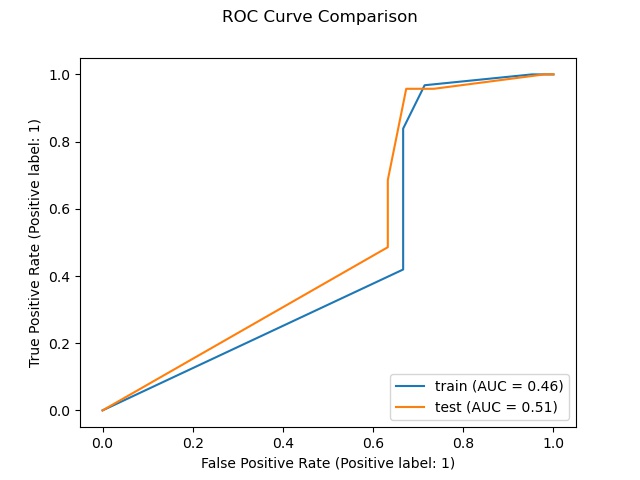 ROC Curve Comparison
True Positive Rate (Positive label: 1)
1.0
0.8
0.6
0.4
0.2
0.0
train (AUC = 0.46)
test (AUC = 0.51)
0.0 0.2 0.4 0.6 0.8 1.0
False Positive Rate (Positive label: 1)